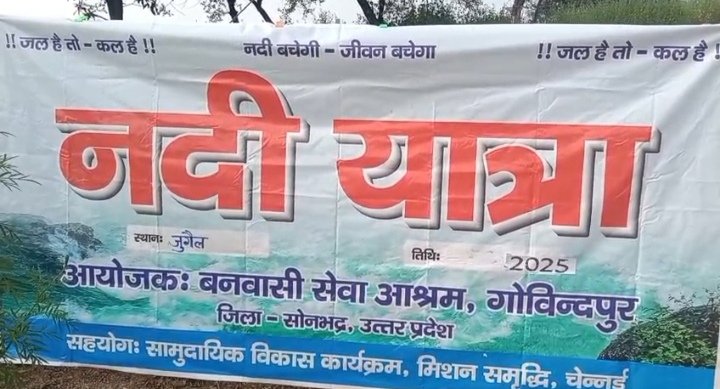 !! जल है तो - कल है !! नदी बचेगी - जीवन बचेगा !! जल है तो - कल है !
नदी यात्रा
स्थानः जुगैल तिथिः 2025
आयोजकः बनवासी सेवा आश्रम, गोविन्दपुर
जिला - सोनभद्र, उत्तर प्रदेश
सहयोगः सामुदायिक विकास कार्यक्रम, मिशन समृद्धि, चेन्नई